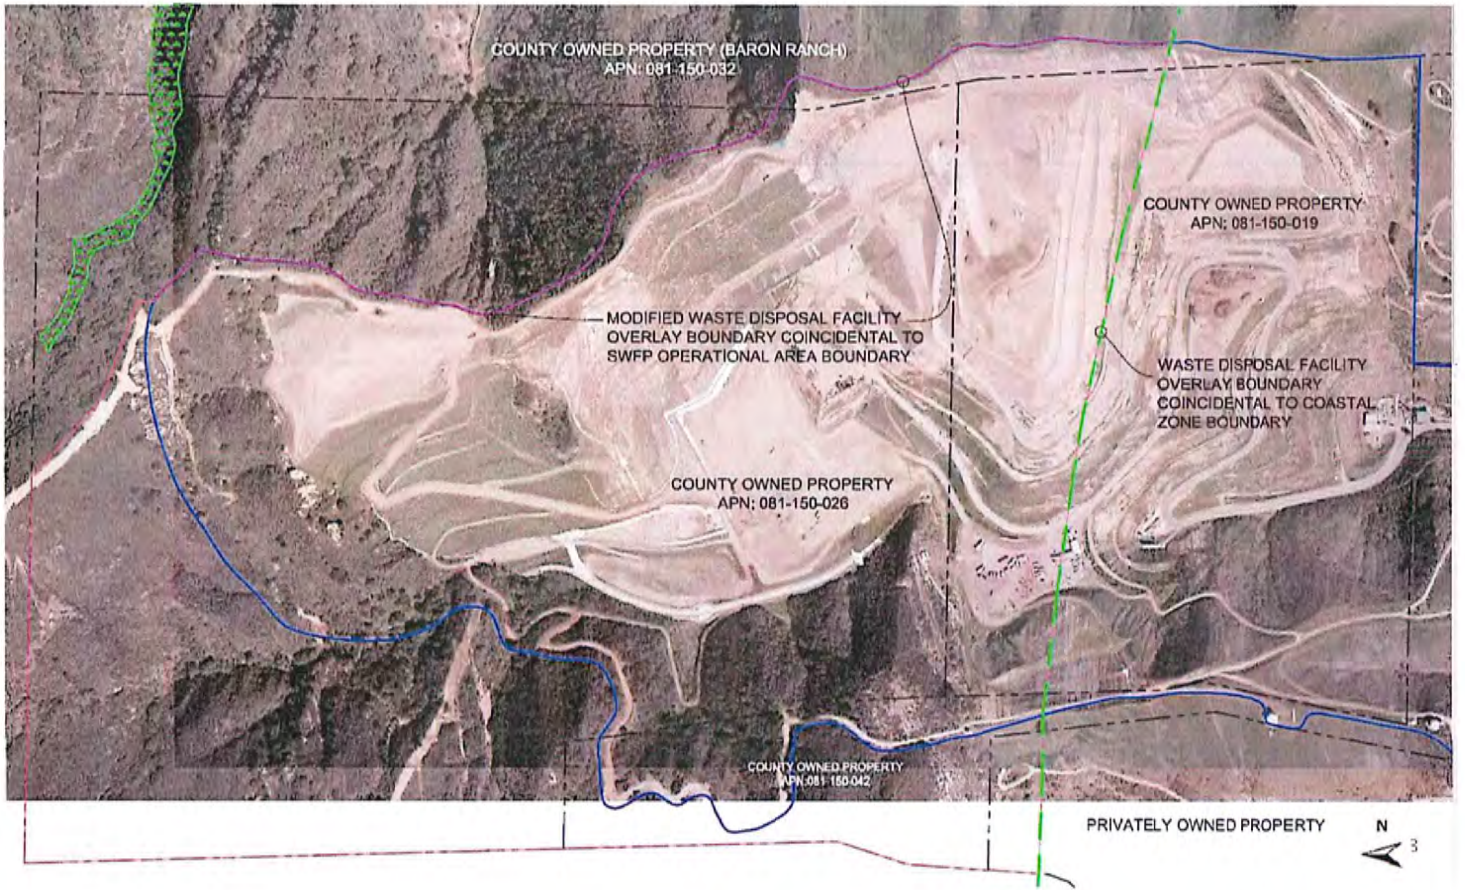 COUNTY OWNED PROPERTY (BARON RANCH)
APN: 081-150-032
COUNTY OWNED PROPERTY
APN: 081-150-019
MODIFIED WASTE DISPOSAL FACILITY
OVERLAY BOUNDARY COINCIDENTAL TO
SWFP OPERATIONAL AREA BOUNDARY
WASTE DISPOSAL FACILITY
OVERLAY BOUNDARY
COINCIDENTAL TO COASTAL
ZONE BOUNDARY
COUNTY OWNED PROPERTY
APN: 081-150-026
COUNTY OWNED PROPERTY
APN:081-150-042
PRIVATELY OWNED PROPERTY
N
3